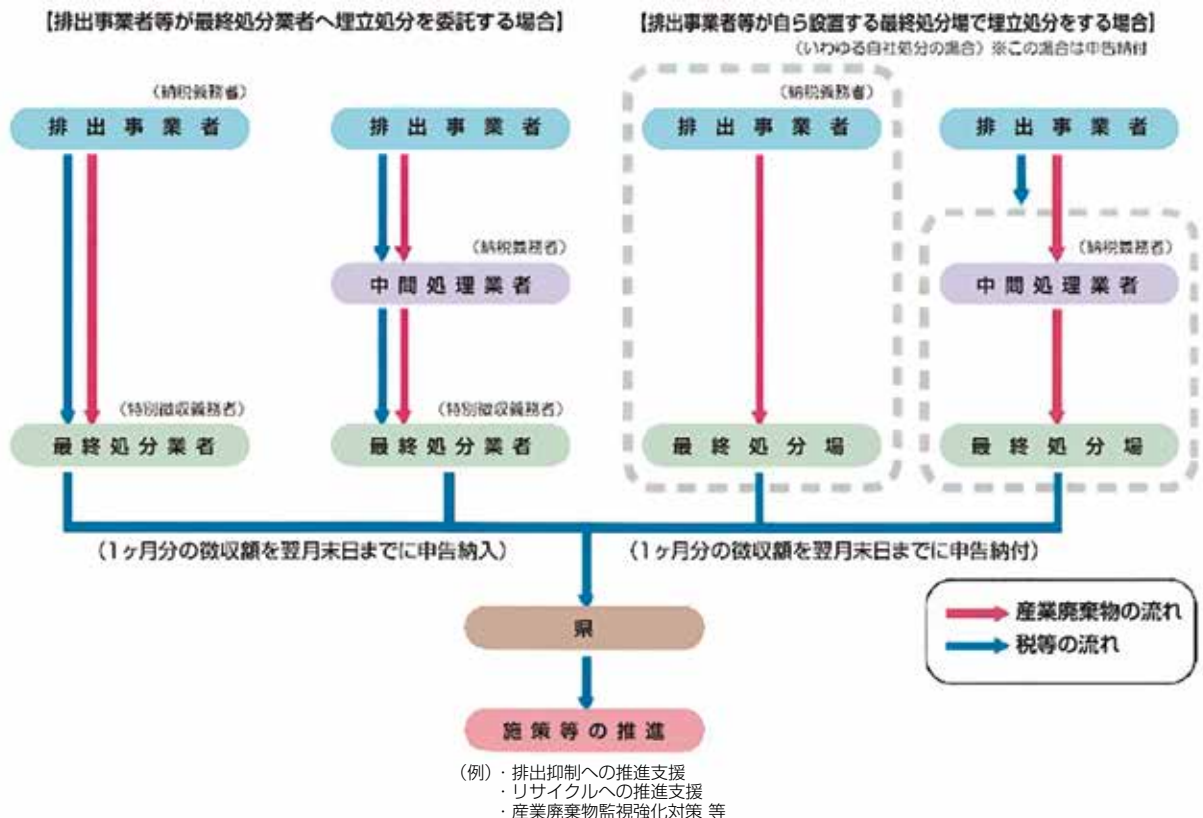 【排出事業者等が最終処分業者へ埋立処分を委託する場合】
(納税義務者)
排出事業者
排出事業者
(納税義務者)
中間処理業者
(特別徴収義務者)
(特別徴収義務者)
最終処分業者
最終処分業者
(1ヶ月分の徴収額を翌月末日までに申告納入)
【排出事業者等が自ら設置する最終処分場で埋立処分をする場合】
(いわゆる自社処分の場合)※この場合は申告納付
(納税義務者)
排出事業者
排出事業者
(納税義務者)
中間処理業者
最終処分場
最終処分場
(1ヶ月分の徴収額を翌月末日までに申告納付)
県
施策等の推進
(例)・排出抑制への推進支援
・リサイクルへの推進支援
・産業廃棄物監視強化対策 等
産業廃棄物の流れ
税等の流れ